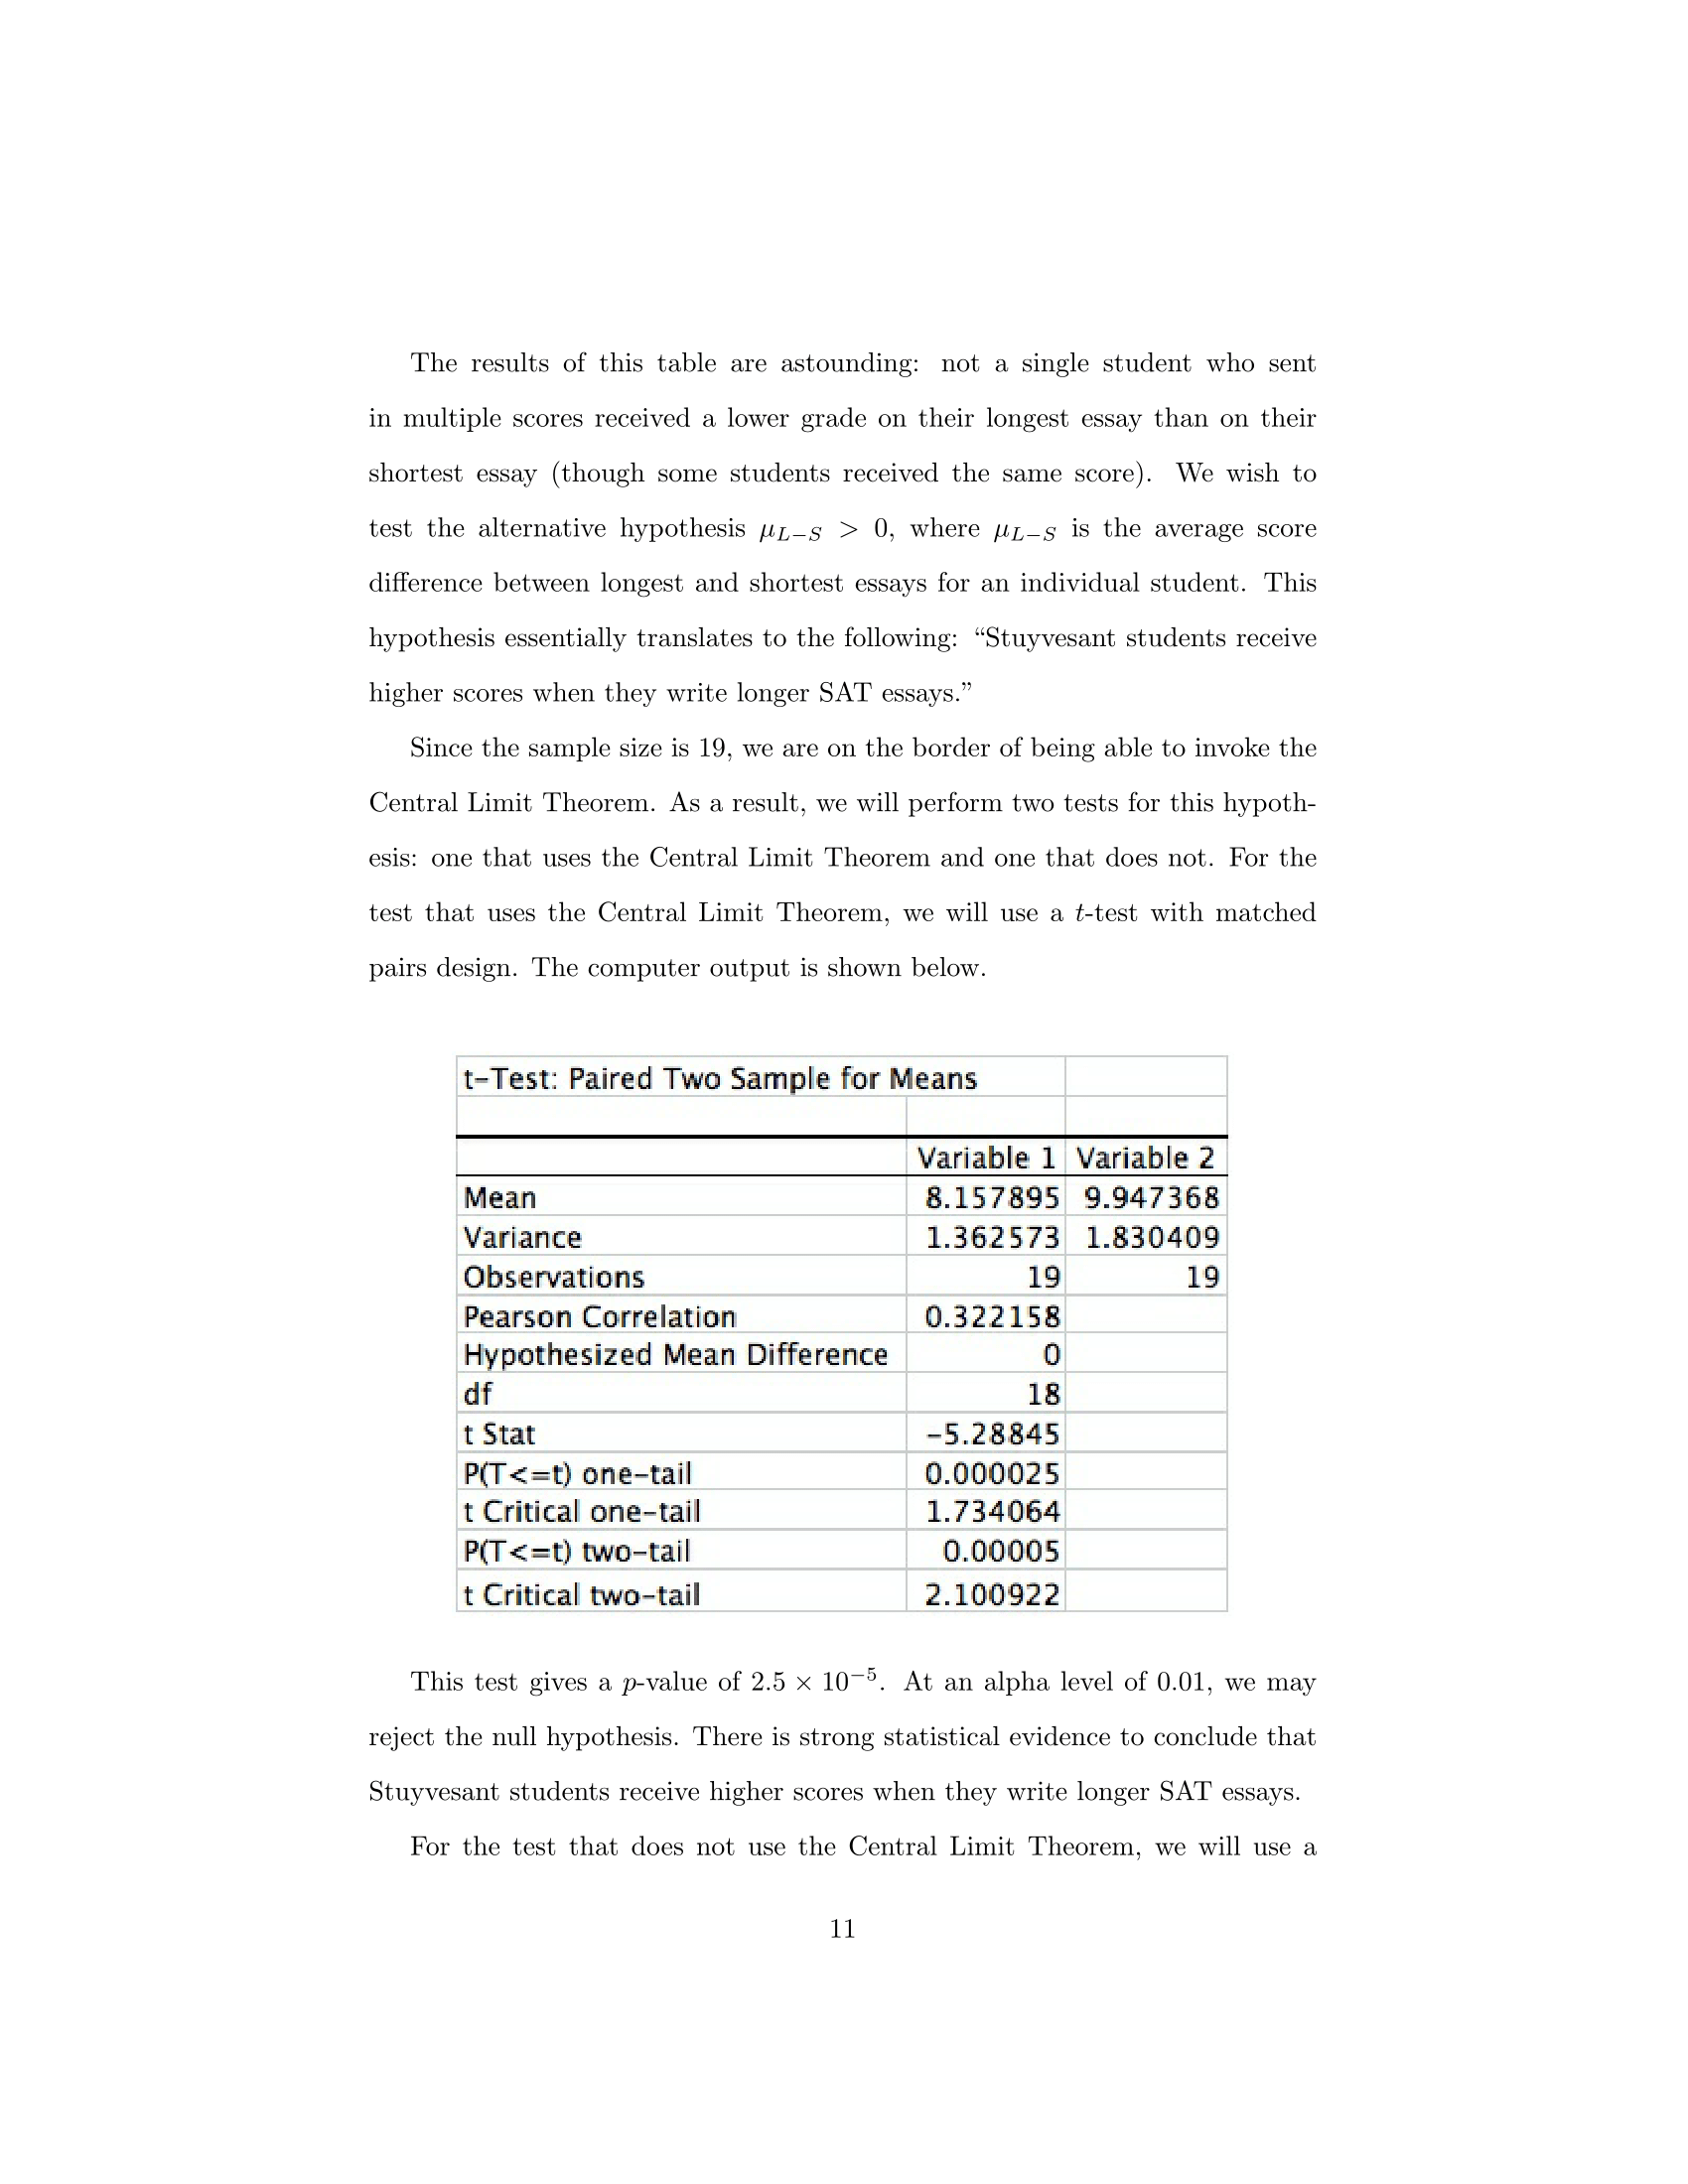 The results of this table are astounding: not a single student who sent
in multiple scores received a lower grade on their longest essay than on their
shortest essay (though some students received the same score). We wish to
test the alternative hypothesis μ_{L−S} > 0, where μ_{L−S} is the average score
difference between longest and shortest essays for an individual student. This
hypothesis essentially translates to the following: “Stuyvesant students receive
higher scores when they write longer SAT essays.”
Since the sample size is 19, we are on the border of being able to invoke the
Central Limit Theorem. As a result, we will perform two tests for this hypoth-
esis: one that uses the Central Limit Theorem and one that does not. For the
test that uses the Central Limit Theorem, we will use a t-test with matched
pairs design. The computer output is shown below.
t-Test: Paired Two Sample for Means
Variable 1 Variable 2
Mean 8.157895 9.947368
Variance 1.362573 1.830409
Observations 19 19
Pearson Correlation 0.322158
Hypothesized Mean Difference 0
df 18
t Stat −5.28845
P(T<=t) one-tail 0.000025
t Critical one-tail 1.734064
P(T<=t) two-tail 0.00005
t Critical two-tail 2.100922
This test gives a p-value of 2.5 × 10⁻⁵. At an alpha level of 0.01, we may
reject the null hypothesis. There is strong statistical evidence to conclude that
Stuyvesant students receive higher scores when they write longer SAT essays.
For the test that does not use the Central Limit Theorem, we will use a
11